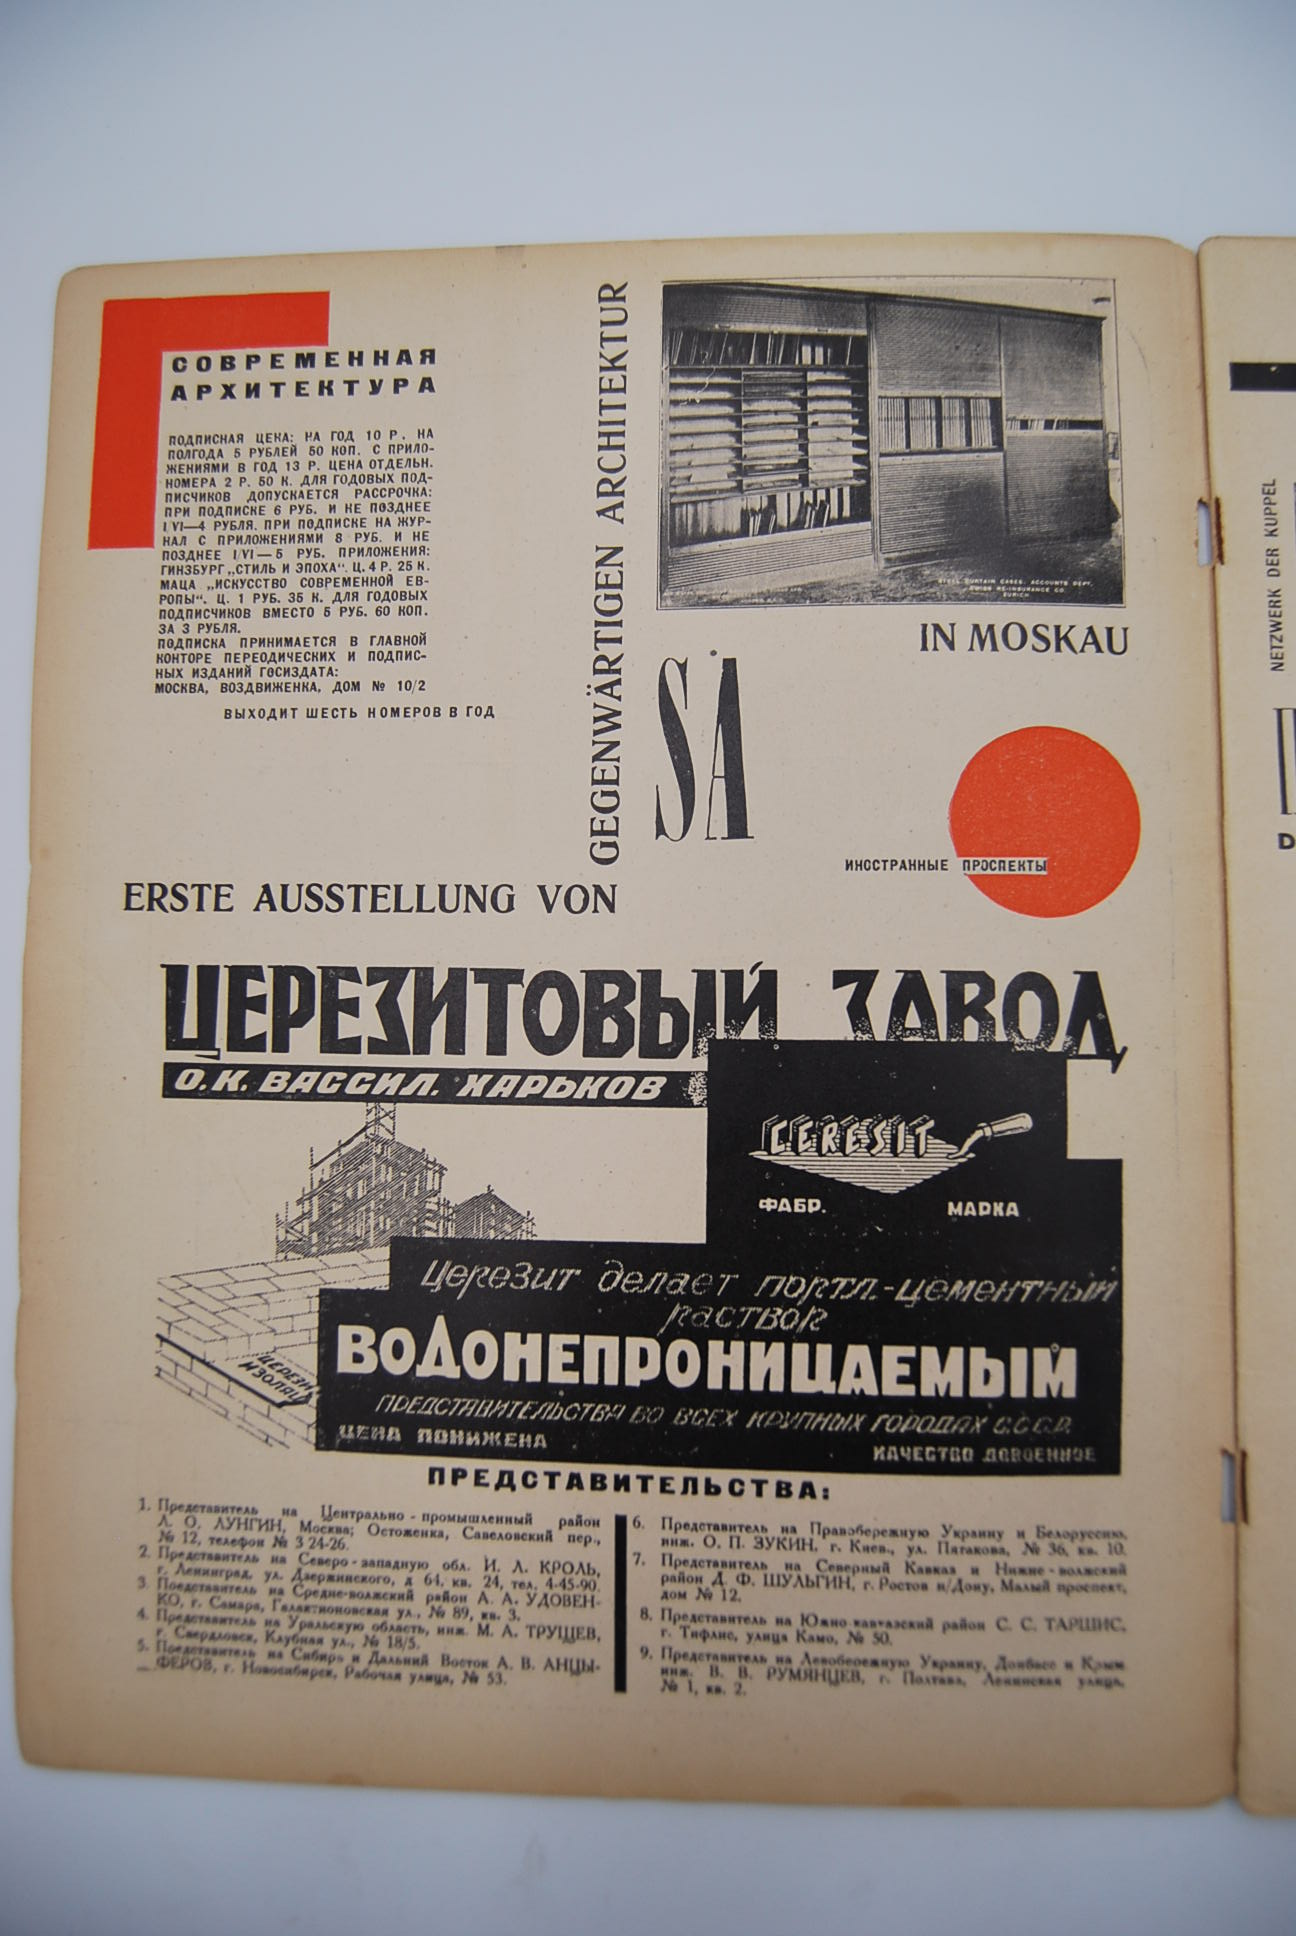 СОВРЕМЕННАЯ
АРХИТЕКТУРА
ПОДПИСНАЯ ЦЕНА: НА ГОД 10 Р. НА
ПОЛГОДА 5 РУБЛЕЙ 50 КОП. С ПРИЛО-
ЖЕНИЯМИ В ГОД 13 Р. ЦЕНА ОТДЕЛЬН.
НОМЕРА 2 Р. 50 К. ДЛЯ ГОДОВЫХ ПОД-
ПИСЧИКОВ ДОПУСКАЕТСЯ РАССРОЧКА:
ПРИ ПОДПИСКЕ 6 РУБ. И НЕ ПОЗДНЕЕ
I/VI—4 РУБЛЯ. ПРИ ПОДПИСКЕ НА ЖУР-
НАЛ С ПРИЛОЖЕНИЯМИ 8 РУБ. И НЕ
ПОЗДНЕЕ I/VI—5 РУБ. ПРИЛОЖЕНИЯ:
ГИНЗБУРГ „СТИЛЬ И ЭПОХА“. Ц. 4 Р. 25 К.
МАЦА „ИСКУССТВО СОВРЕМЕННОЙ ЕВ-
РОПЫ“. Ц. 1 РУБ. 35 К. ДЛЯ ГОДОВЫХ
ПОДПИСЧИКОВ ВМЕСТО 5 РУБ. 60 КОП.
ЗА 3 РУБЛЯ.
ПОДПИСКА ПРИНИМАЕТСЯ В ГЛАВНОЙ
КОНТОРЕ ПЕРЕОДИЧЕСКИХ И ПОДПИС-
НЫХ ИЗДАНИЙ ГОСИЗДАТА:
МОСКВА, ВОЗДВИЖЕНКА, ДОМ № 10/2
ВЫХОДИТ ШЕСТЬ НОМЕРОВ В ГОД
ERSTE AUSSTELLUNG VON
GEGENWÄRTIGEN ARCHITEKTUR
STEEL CURTAIN CASES. ACCOUNTS DEPT.
SWISS RE-INSURANCE CO.
ZURICH
IN MOSKAU
SA
ИНОСТРАННЫЕ ПРОСПЕКТЫ
ЦЕРЕЗИТОВЫЙ ЗАВОД
О.К. ВАССИЛ. ХАРЬКОВ
CERESIT
ФАБР. МАРКА
Церезит делает портл.-цементный
раствор
ВОДОНЕПРОНИЦАЕМЫМ
ПРЕДСТАВИТЕЛЬСТВА ВО ВСЕХ КРУПНЫХ ГОРОДАХ С.С.С.Р.
ЦЕНА ПОНИЖЕНА КАЧЕСТВО ДОВОЕННОЕ
ПРЕДСТАВИТЕЛЬСТВА:
1. Представитель на Центрально-промышленный район
Л. О. ЛУНГИН, Москва; Остоженка, Савеловский пер.,
№ 12, телефон № 3 24-26.
2. Представитель на Северо-западную обл. И. Л. КРОЛЬ,
г. Ленинград, ул. Дзержинского, д 64, кв. 24, тел. 4-45-90.
3. Представитель на Средне-волжский район А. А. УДОВЕН-
КО, г. Самара, Галактионовская ул., № 89, кв. 3.
4. Представитель на Уральскую область, инж. М. А. ТРУЩЕВ,
г. Свердловск, Клубная ул., № 18/5.
5. Представитель на Сибирь и Дальний Восток А. В. АНЦЫ-
ФЕРОВ, г. Новосибирск, Рабочая улица, № 53.
6. Представитель на Правобережную Украину и Белоруссию,
инж. О. П. ЗУКИН, г. Киев., ул. Пятакова, № 36, кв. 10.
7. Представитель на Северный Кавказ и Нижне-волжский
район Д. Ф. ШУЛЬГИН, г. Ростов н/Дону, Малый проспект,
дом № 12.
8. Представитель на Южно-кавказский район С. С. ТАРШИС,
г. Тифлис, улица Камо, № 50.
9. Представитель на Левобережную Украину, Донбасс и Крым
инж. В. В. РУМЯНЦЕВ, г. Полтава, Ленинская улица,
№ 1, кв. 2.
NETZWERK DER KUPPEL